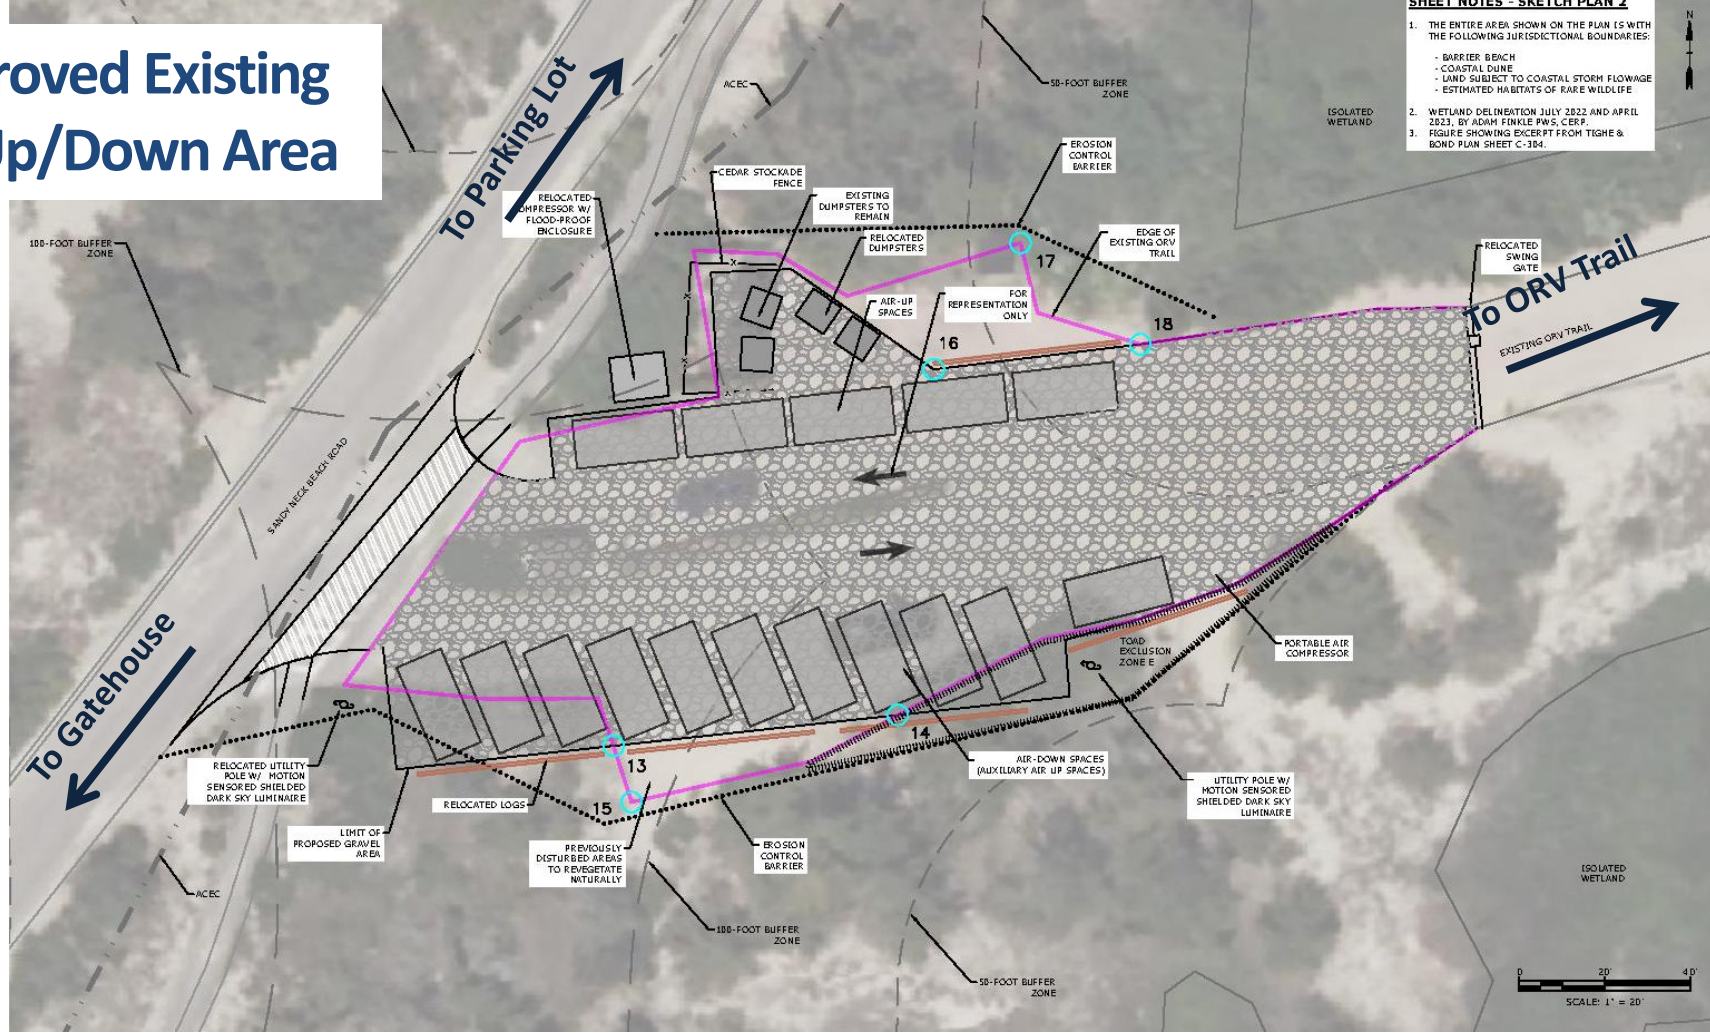 roved Existing
Up/Down Area
To Parking Lot
SHEET NOTES - SKETCH PLAN 2
1. THE ENTIRE AREA SHOWN ON THE PLAN IS WITH
THE FOLLOWING JURISDICTIONAL BOUNDARIES:
- BARRIER BEACH
- COASTAL DUNE
- LAND SUBJECT TO COASTAL STORM FLOWAGE
- ESTIMATED HABITATS OF RARE WILDLIFE
2. WETLAND DELINEATION JULY 2022 AND APRIL
2023, BY ADAM FINKLE PWS, CERP.
3. FIGURE SHOWING EXCERPT FROM TIGHE &
BOND PLAN SHEET C-304.
N
ACEC
50-FOOT BUFFER
ZONE
ISOLATED
WETLAND
EROSION
CONTROL
BARRIER
CEDAR STOCKADE
FENCE
RELOCATED
OMPRESSOR W/
FLOOD-PROOF
ENCLOSURE
EXISTING
DUMPSTERS TO
REMAIN
RELOCATED
DUMPSTERS
EDGE OF
EXISTING ORV
TRAIL
100-FOOT BUFFER
ZONE
RELOCATED
SWING
GATE
To ORV Trail
EXISTING ORV TRAIL
17
AIR-UP
SPACES
FOR
REPRESENTATION
ONLY
18
16
SANDY NECK BEACH ROAD
To Gatehouse
TOAD
EXCLUSION
ZONE E
PORTABLE AIR
COMPRESSOR
14
13
15
RELOCATED UTILITY
POLE W/ MOTION
SENSORED SHIELDED
DARK SKY LUMINAIRE
RELOCATED LOGS
AIR-DOWN SPACES
(AUXILIARY AIR UP SPACES)
UTILITY POLE W/
MOTION SENSORED
SHIELDED DARK SKY
LUMINAIRE
LIMIT OF
PROPOSED GRAVEL
AREA
PREVIOUSLY
DISTURBED AREAS
TO REVEGETATE
NATURALLY
EROSION
CONTROL
BARRIER
ACEC
ISOLATED
WETLAND
100-FOOT BUFFER
ZONE
50-FOOT BUFFER
ZONE
0 20' 40'
SCALE: 1" = 20'